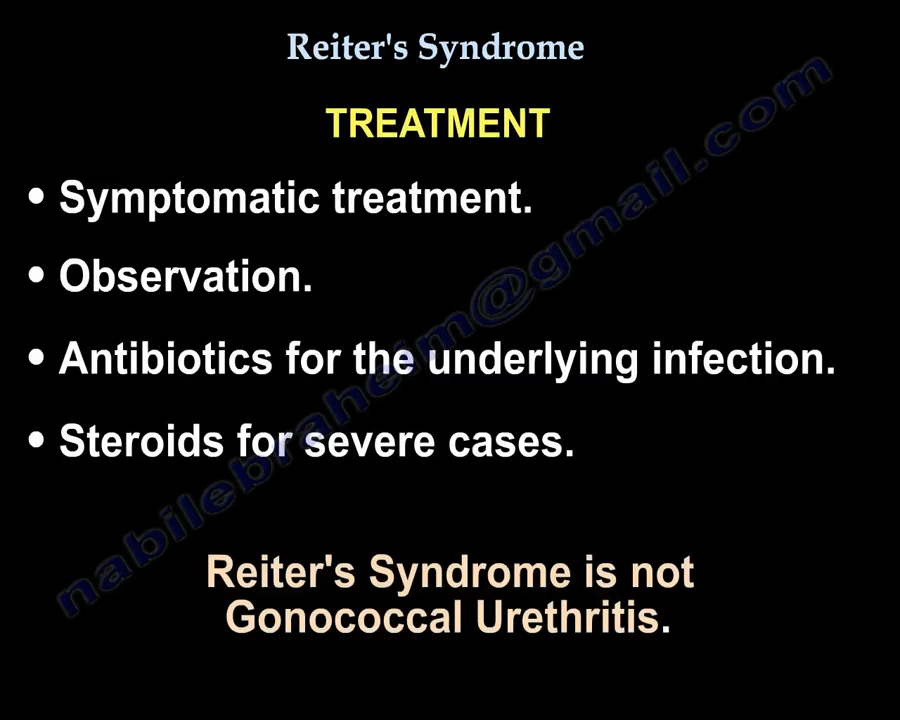 Reiter's Syndrome
TREATMENT
• Symptomatic treatment.
• Observation.
• Antibiotics for the underlying infection.
• Steroids for severe cases.
Reiter's Syndrome is not
Gonococcal Urethritis.
nabilebraheim@gmail.com